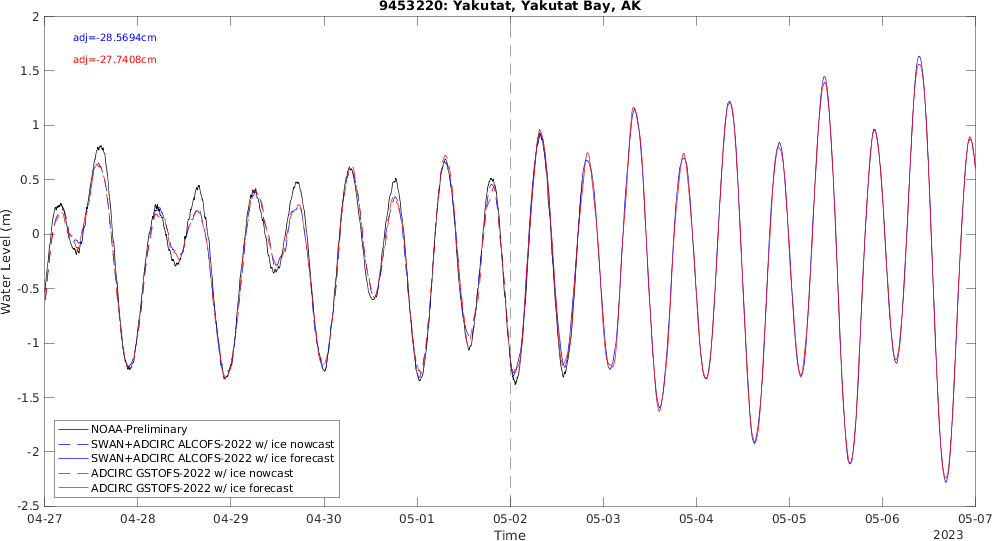 9453220: Yakutat, Yakutat Bay, AK
adj=-28.5694cm
adj=-27.7408cm
Water Level (m)
2
1.5
1
0.5
0
-0.5
-1
-1.5
-2
-2.5
NOAA-Preliminary
SWAN+ADCIRC ALCOFS-2022 w/ ice nowcast
SWAN+ADCIRC ALCOFS-2022 w/ ice forecast
ADCIRC GSTOFS-2022 w/ ice nowcast
ADCIRC GSTOFS-2022 w/ ice forecast
04-27 04-28 04-29 04-30 05-01 05-02 05-03 05-04 05-05 05-06 05-07
Time
2023